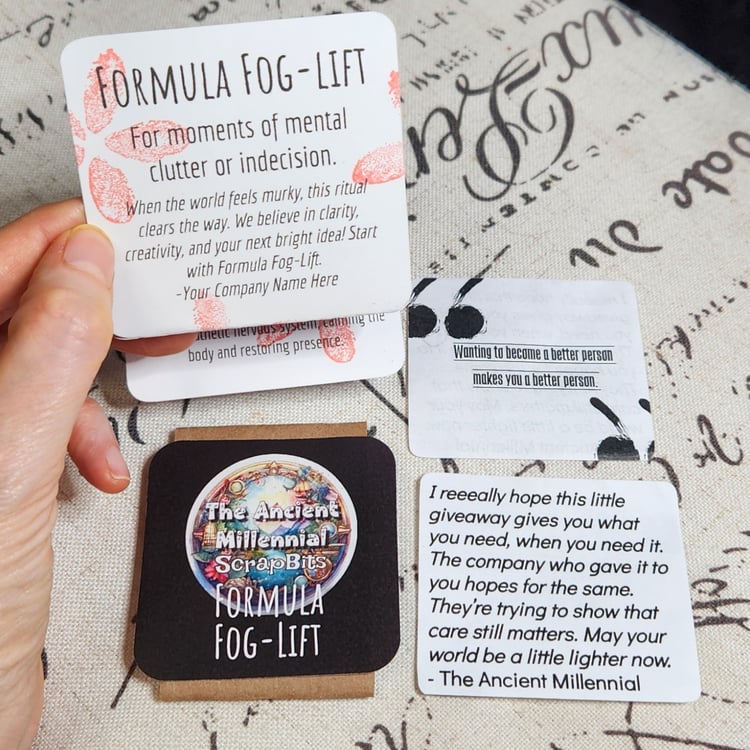 FORMULA FOG-LIFT
For moments of mental
clutter or indecision.
When the world feels murky, this ritual
clears the way. We believe in clarity,
creativity, and your next bright idea! Start
with Formula Fog-Lift.
-Your Company Name Here
nervous system, calming the
body and restoring presence.
Wanting to become a better person
makes you a better person.
The Ancient
Millennial
ScrapBits
FORMULA
FOG-LIFT
I reeeally hope this little
giveaway gives you what
you need, when you need it.
The company who gave it to
you hopes for the same.
They're trying to show that
care still matters. May your
world be a little lighter now.
- The Ancient Millennial